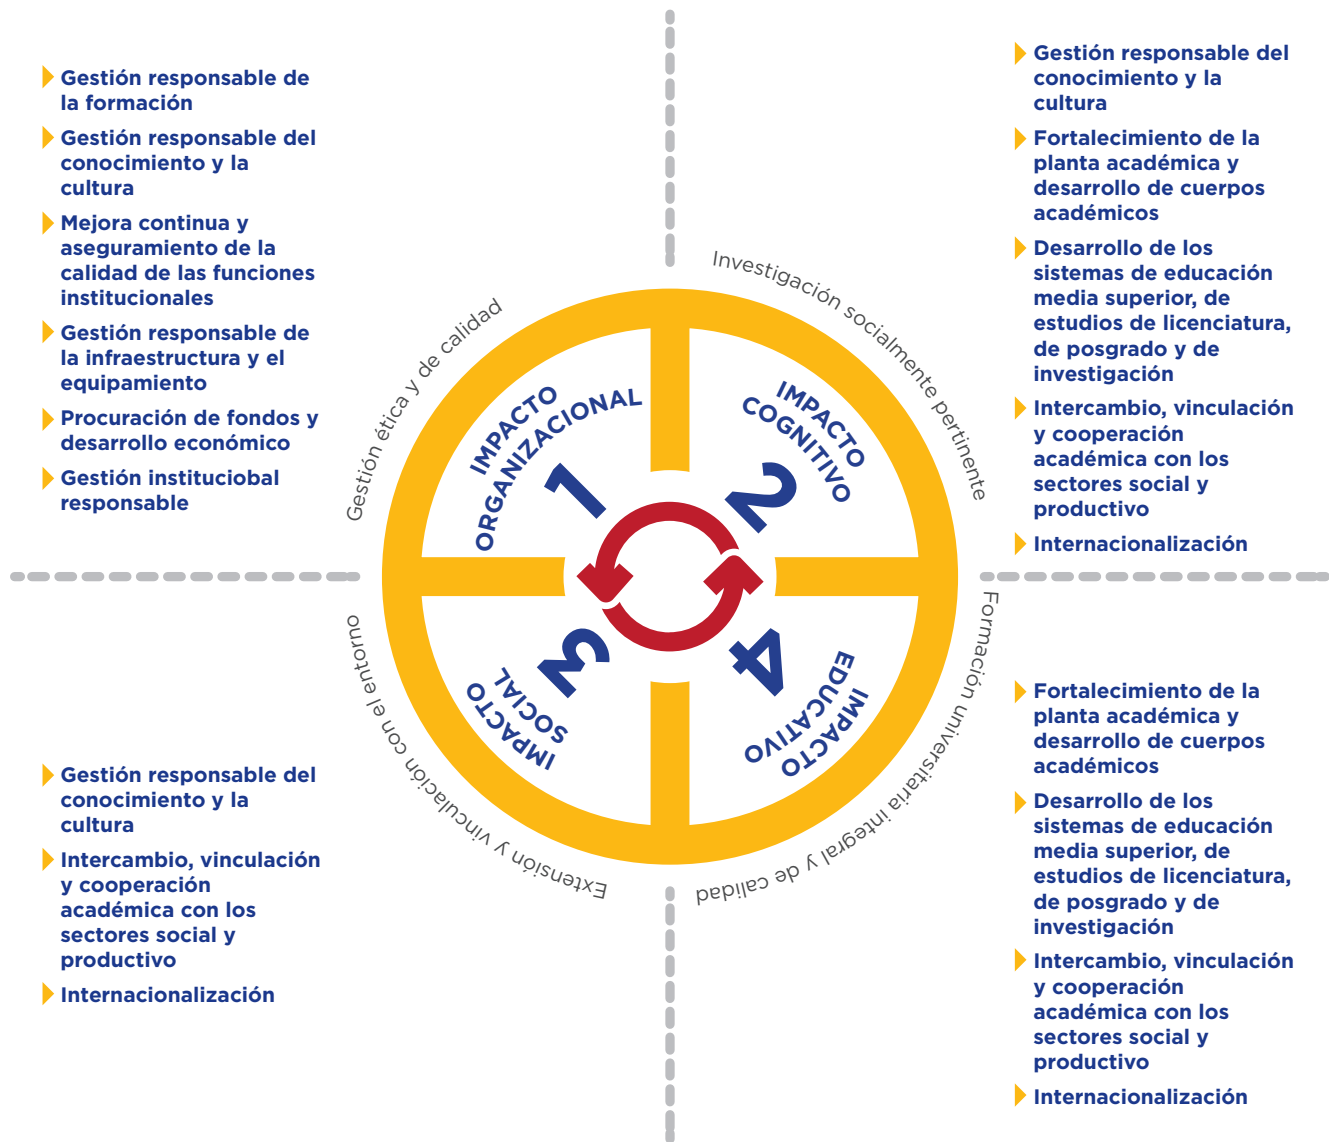 Gestión responsable de
la formación
Gestión responsable del
conocimiento y la
cultura
Mejora continua y
aseguramiento de la
calidad de las funciones
institucionales
Gestión responsable de
la infraestructura y el
equipamiento
Procuración de fondos y
desarrollo económico
Gestión instituciobal
responsable
Gestión ética y de calidad
IMPACTO
ORGANIZACIONAL
1
Investigación socialmente pertinente
IMPACTO
COGNITIVO
2
Gestión responsable del
conocimiento y la
cultura
Fortalecimiento de la
planta académica y
desarrollo de cuerpos
académicos
Desarrollo de los
sistemas de educación
media superior, de
estudios de licenciatura,
de posgrado y de
investigación
Intercambio, vinculación
y cooperación
académica con los
sectores social y
productivo
Internacionalización
Gestión responsable del
conocimiento y la
cultura
Intercambio, vinculación
y cooperación
académica con los
sectores social y
productivo
Internacionalización
Extensión y vinculación con el entorno
3
IMPACTO
SOCIAL
Formación universitaria integral y de calidad
4
IMPACTO
EDUCATIVO
Fortalecimiento de la
planta académica y
desarrollo de cuerpos
académicos
Desarrollo de los
sistemas de educación
media superior, de
estudios de licenciatura,
de posgrado y de
investigación
Intercambio, vinculación
y cooperación
académica con los
sectores social y
productivo
Internacionalización